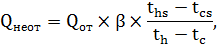 Qнеот = Qот × β × (ths − tcs)/(th − tc),